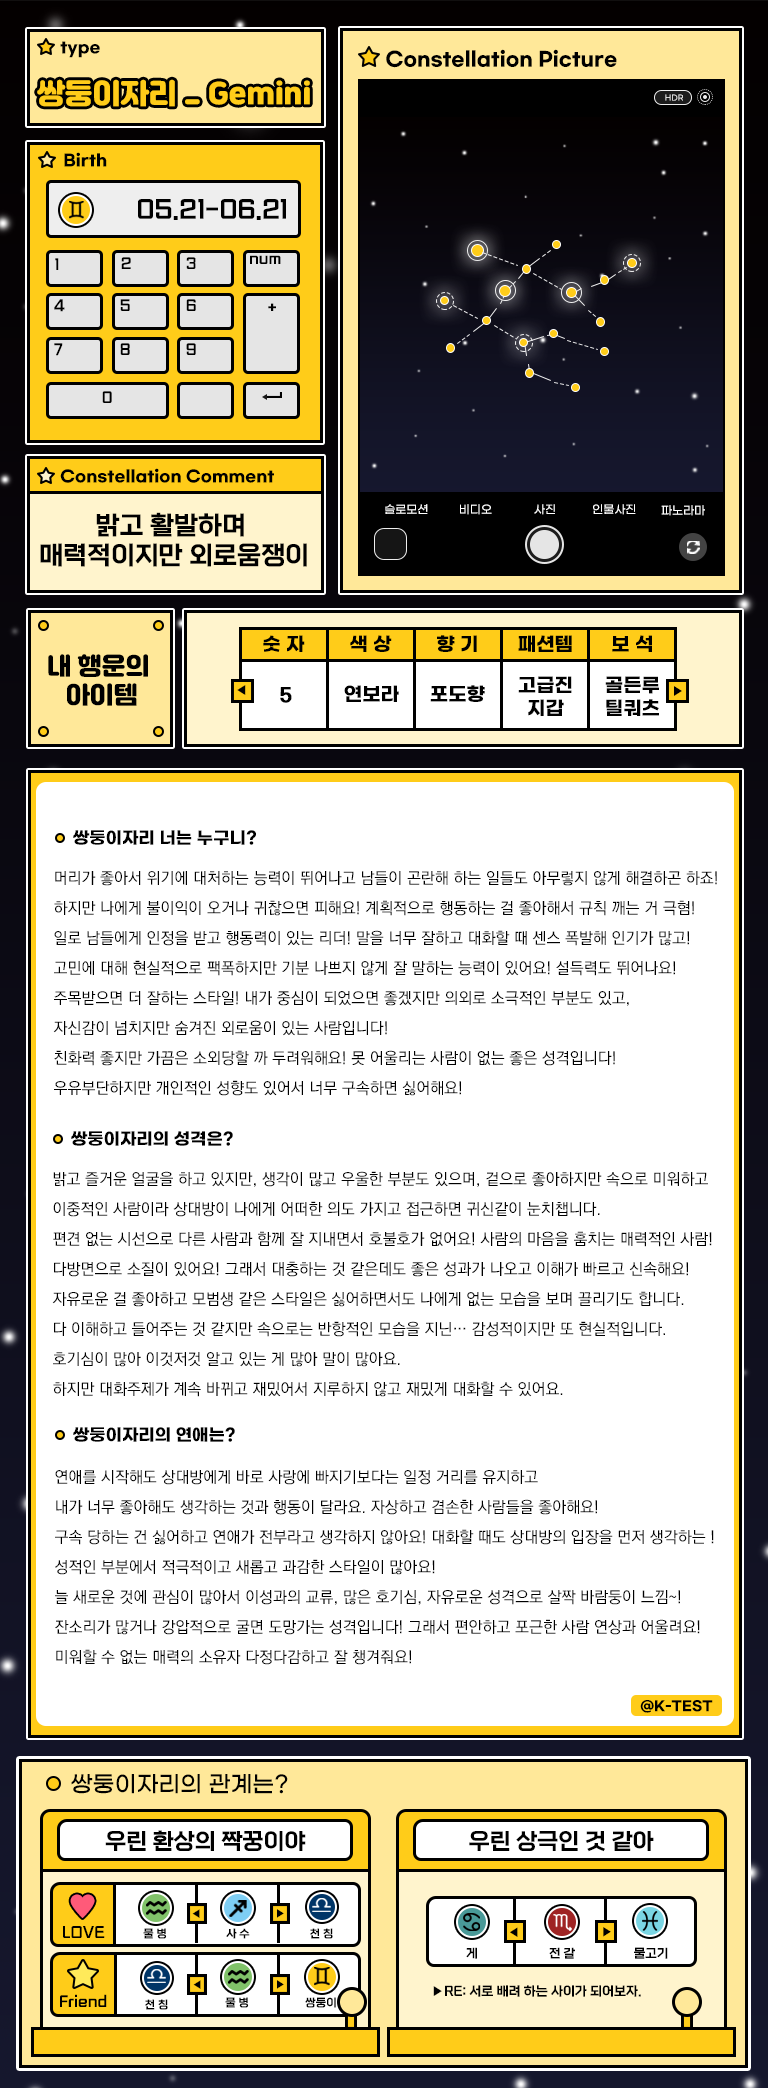 type
쌍둥이자리 _ Gemini
Birth
05.21-06.21
1 2 3 num
4 5 6 +
7 8 9
0
Constellation Comment
밝고 활발하며
매력적이지만 외로움쟁이
Constellation Picture
HDR
슬로모션 비디오 사진 인물사진 파노라마
내 행운의
아이템
숫 자 색 상 향 기 패션템 보 석
5 연보라 포도향 고급진 지갑 골든루 틸쿼츠
쌍둥이자리 너는 누구니?
머리가 좋아서 위기에 대처하는 능력이 뛰어나고 남들이 곤란해 하는 일들도 아무렇지 않게 해결하곤 하죠!
하지만 나에게 불이익이 오거나 귀찮으면 피해요! 계획적으로 행동하는 걸 좋아해서 규칙 깨는 거 극혐!
일로 남들에게 인정을 받고 행동력이 있는 리더! 말을 너무 잘하고 대화할 때 센스 폭발해 인기가 많고!
고민에 대해 현실적으로 팩폭하지만 기분 나쁘지 않게 잘 말하는 능력이 있어요! 설득력도 뛰어나요!
주목받으면 더 잘하는 스타일! 내가 중심이 되었으면 좋겠지만 의외로 소극적인 부분도 있고,
자신감이 넘치지만 숨겨진 외로움이 있는 사람입니다!
친화력 좋지만 가끔은 소외당할 까 두려워해요! 못 어울리는 사람이 없는 좋은 성격입니다!
우유부단하지만 개인적인 성향도 있어서 너무 구속하면 싫어해요!
쌍둥이자리의 성격은?
밝고 즐거운 얼굴을 하고 있지만, 생각이 많고 우울한 부분도 있으며, 겉으로 좋아하지만 속으로 미워하고
이중적인 사람이라 상대방이 나에게 어떠한 의도 가지고 접근하면 귀신같이 눈치챕니다.
편견 없는 시선으로 다른 사람과 함께 잘 지내면서 호불호가 없어요! 사람의 마음을 훔치는 매력적인 사람!
다방면으로 소질이 있어요! 그래서 대충하는 것 같은데도 좋은 성과가 나오고 이해가 빠르고 신속해요!
자유로운 걸 좋아하고 모범생 같은 스타일은 싫어하면서도 나에게 없는 모습을 보며 끌리기도 합니다.
다 이해하고 들어주는 것 같지만 속으로는 반항적인 모습을 지닌… 감성적이지만 또 현실적입니다.
호기심이 많아 이것저것 알고 있는 게 많아 말이 많아요.
하지만 대화주제가 계속 바뀌고 재밌어서 지루하지 않고 재밌게 대화할 수 있어요.
쌍둥이자리의 연애는?
연애를 시작해도 상대방에게 바로 사랑에 빠지기보다는 일정 거리를 유지하고
내가 너무 좋아해도 생각하는 것과 행동이 달라요. 자상하고 겸손한 사람들을 좋아해요!
구속 당하는 건 싫어하고 연애가 전부라고 생각하지 않아요! 대화할 때도 상대방의 입장을 먼저 생각하는 !
성적인 부분에서 적극적이고 새롭고 과감한 스타일이 많아요!
늘 새로운 것에 관심이 많아서 이성과의 교류, 많은 호기심, 자유로운 성격으로 살짝 바람둥이 느낌~!
잔소리가 많거나 강압적으로 굴면 도망가는 성격입니다! 그래서 편안하고 포근한 사람 연상과 어울려요!
미워할 수 없는 매력의 소유자 다정다감하고 잘 챙겨줘요!
@K-TEST
쌍둥이자리의 관계는?
우린 환상의 짝꿍이야
LOVE 물 병 사 수 천 칭
Friend 천 칭 물 병 쌍둥이
우린 상극인 것 같아
게 전 갈 물고기
▶RE: 서로 배려 하는 사이가 되어보자.